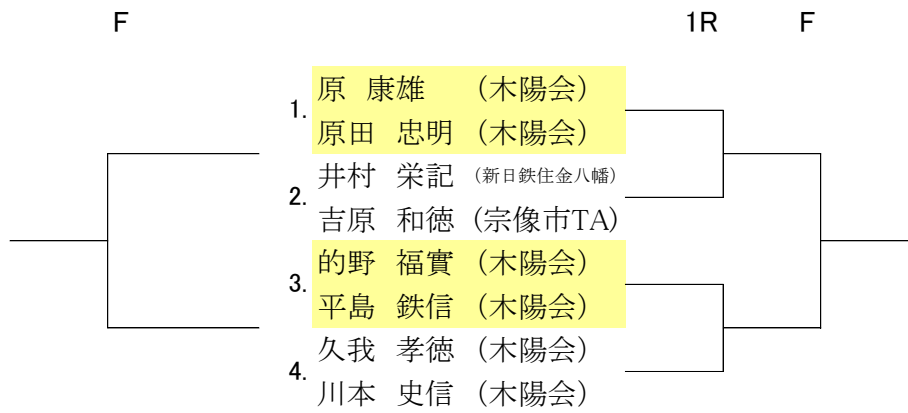 F 1R F
1. 原 康雄 (木陽会)
原田 忠明 (木陽会)
2. 井村 栄記 (新日鉄住金八幡)
吉原 和徳 (宗像市TA)
3. 的野 福實 (木陽会)
平島 鉄信 (木陽会)
4. 久我 孝徳 (木陽会)
川本 史信 (木陽会)